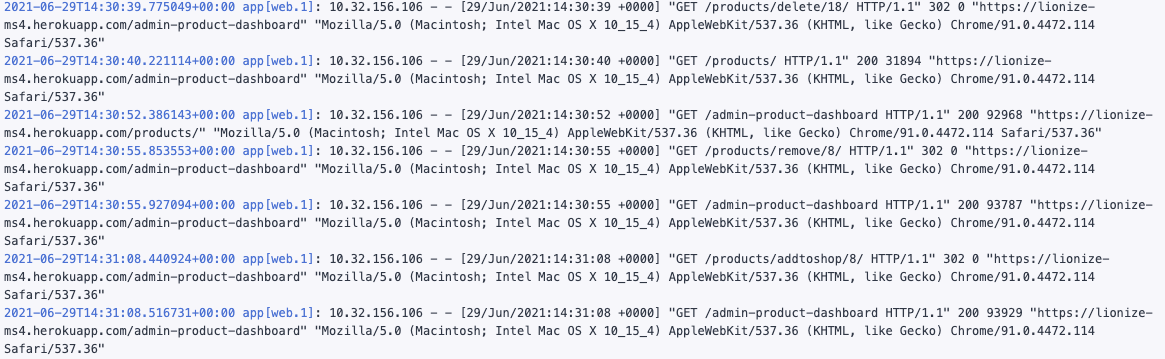 2021-06-29T14:30:39.775049+00:00 app[web.1]: 10.32.156.106 - - [29/Jun/2021:14:30:39 +0000] "GET /products/delete/18/ HTTP/1.1" 302 0 "https://lionize-
ms4.herokuapp.com/admin-product-dashboard" "Mozilla/5.0 (Macintosh; Intel Mac OS X 10_15_4) AppleWebKit/537.36 (KHTML, like Gecko) Chrome/91.0.4472.114
Safari/537.36"
2021-06-29T14:30:40.221114+00:00 app[web.1]: 10.32.156.106 - - [29/Jun/2021:14:30:40 +0000] "GET /products/ HTTP/1.1" 200 31894 "https://lionize-
ms4.herokuapp.com/admin-product-dashboard" "Mozilla/5.0 (Macintosh; Intel Mac OS X 10_15_4) AppleWebKit/537.36 (KHTML, like Gecko) Chrome/91.0.4472.114
Safari/537.36"
2021-06-29T14:30:52.386143+00:00 app[web.1]: 10.32.156.106 - - [29/Jun/2021:14:30:52 +0000] "GET /admin-product-dashboard HTTP/1.1" 200 92968 "https://lionize-
ms4.herokuapp.com/products/" "Mozilla/5.0 (Macintosh; Intel Mac OS X 10_15_4) AppleWebKit/537.36 (KHTML, like Gecko) Chrome/91.0.4472.114 Safari/537.36"
2021-06-29T14:30:55.853553+00:00 app[web.1]: 10.32.156.106 - - [29/Jun/2021:14:30:55 +0000] "GET /products/remove/8/ HTTP/1.1" 302 0 "https://lionize-
ms4.herokuapp.com/admin-product-dashboard" "Mozilla/5.0 (Macintosh; Intel Mac OS X 10_15_4) AppleWebKit/537.36 (KHTML, like Gecko) Chrome/91.0.4472.114
Safari/537.36"
2021-06-29T14:30:55.927094+00:00 app[web.1]: 10.32.156.106 - - [29/Jun/2021:14:30:55 +0000] "GET /admin-product-dashboard HTTP/1.1" 200 93787 "https://lionize-
ms4.herokuapp.com/admin-product-dashboard" "Mozilla/5.0 (Macintosh; Intel Mac OS X 10_15_4) AppleWebKit/537.36 (KHTML, like Gecko) Chrome/91.0.4472.114
Safari/537.36"
2021-06-29T14:31:08.440924+00:00 app[web.1]: 10.32.156.106 - - [29/Jun/2021:14:31:08 +0000] "GET /products/addtoshop/8/ HTTP/1.1" 302 0 "https://lionize-
ms4.herokuapp.com/admin-product-dashboard" "Mozilla/5.0 (Macintosh; Intel Mac OS X 10_15_4) AppleWebKit/537.36 (KHTML, like Gecko) Chrome/91.0.4472.114
Safari/537.36"
2021-06-29T14:31:08.516731+00:00 app[web.1]: 10.32.156.106 - - [29/Jun/2021:14:31:08 +0000] "GET /admin-product-dashboard HTTP/1.1" 200 93929 "https://lionize-
ms4.herokuapp.com/admin-product-dashboard" "Mozilla/5.0 (Macintosh; Intel Mac OS X 10_15_4) AppleWebKit/537.36 (KHTML, like Gecko) Chrome/91.0.4472.114
Safari/537.36"